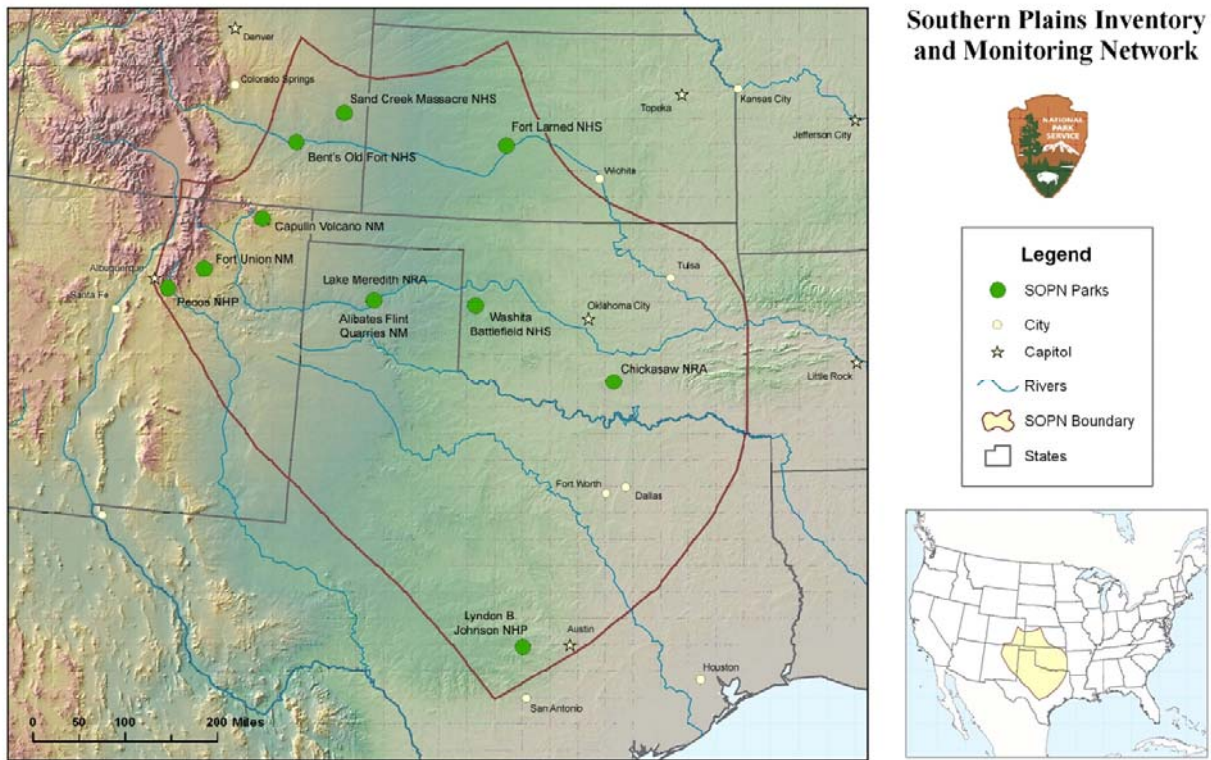 Southern Plains Inventory
and Monitoring Network
NATIONAL
PARK
SERVICE
Legend
SOPN Parks
City
Capitol
Rivers
SOPN Boundary
States
Denver
Colorado Springs
Sand Creek Massacre NHS
Bent's Old Fort NHS
Fort Larned NHS
Topeka
Kansas City
Jefferson City
Wichita
Capulin Volcano NM
Fort Union NM
Albuquerque
Pecos NHP
Santa Fe
Lake Meredith NRA
Alibates Flint
Quarries NM
Washita
Battlefield NHS
Oklahoma City
Tulsa
Chickasaw NRA
Little Rock
Fort Worth
Dallas
Lyndon B.
Johnson NHP
Austin
Houston
San Antonio
0 50 100 200 Miles